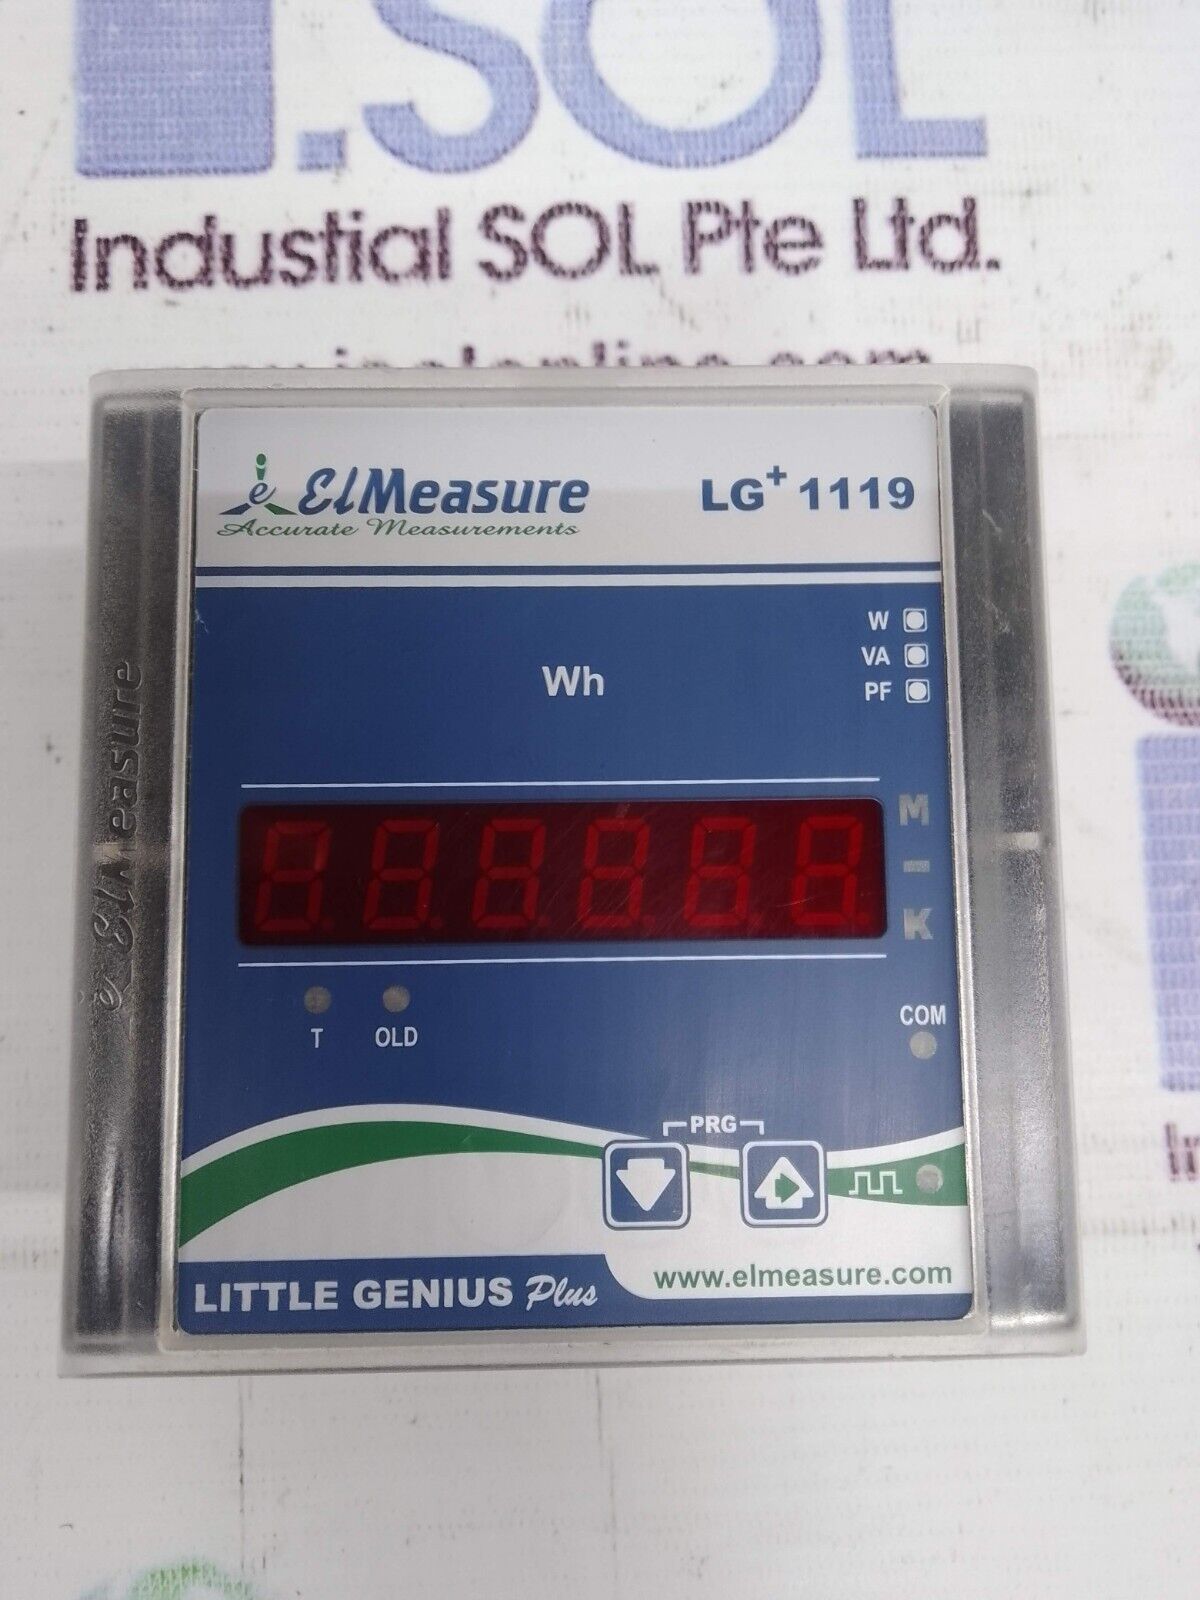 I.SOL
Industial SOL Pte Ltd.
ElMeasure
Accurate Measurements
LG+ 1119
W
VA
PF
Wh
M
-
K
ElMeasure
T
OLD
COM
PRG
www.elmeasure.com
LITTLE GENIUS Plus